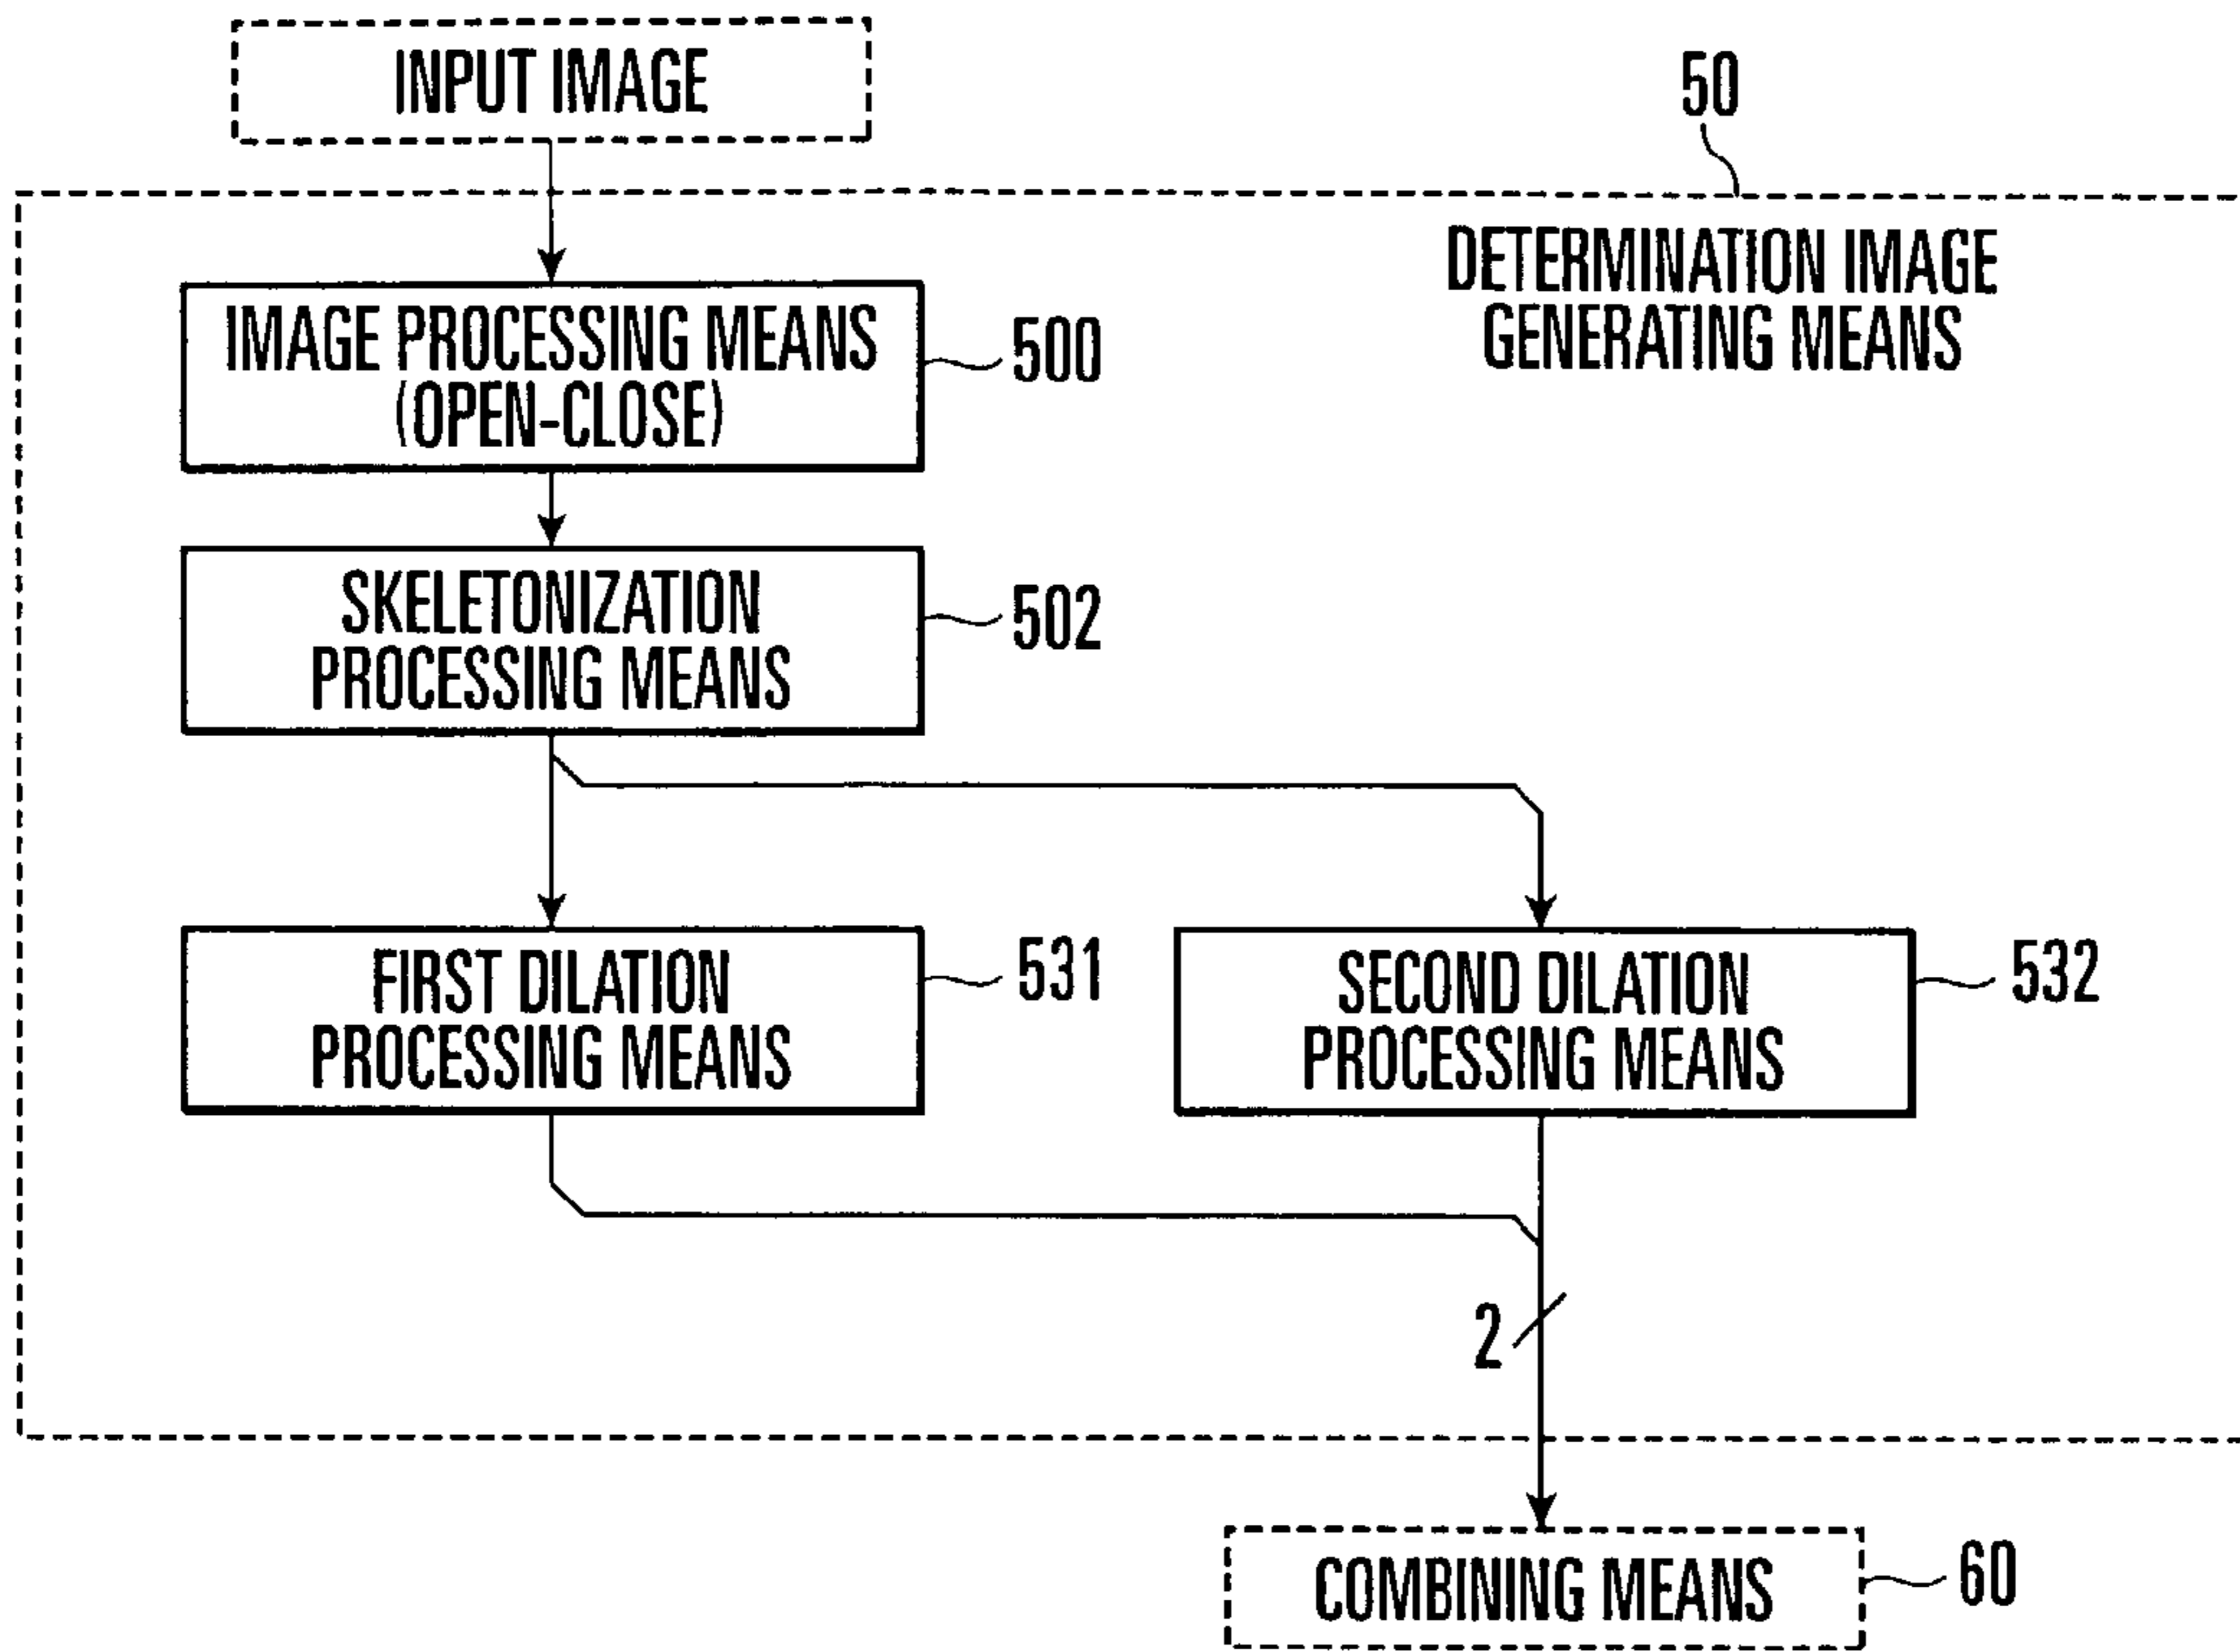 INPUT IMAGE
50
DETERMINATION IMAGE
GENERATING MEANS
IMAGE PROCESSING MEANS
(OPEN-CLOSE)
500
SKELETONIZATION
PROCESSING MEANS
502
FIRST DILATION
PROCESSING MEANS
531
SECOND DILATION
PROCESSING MEANS
532
2
COMBINING MEANS
60